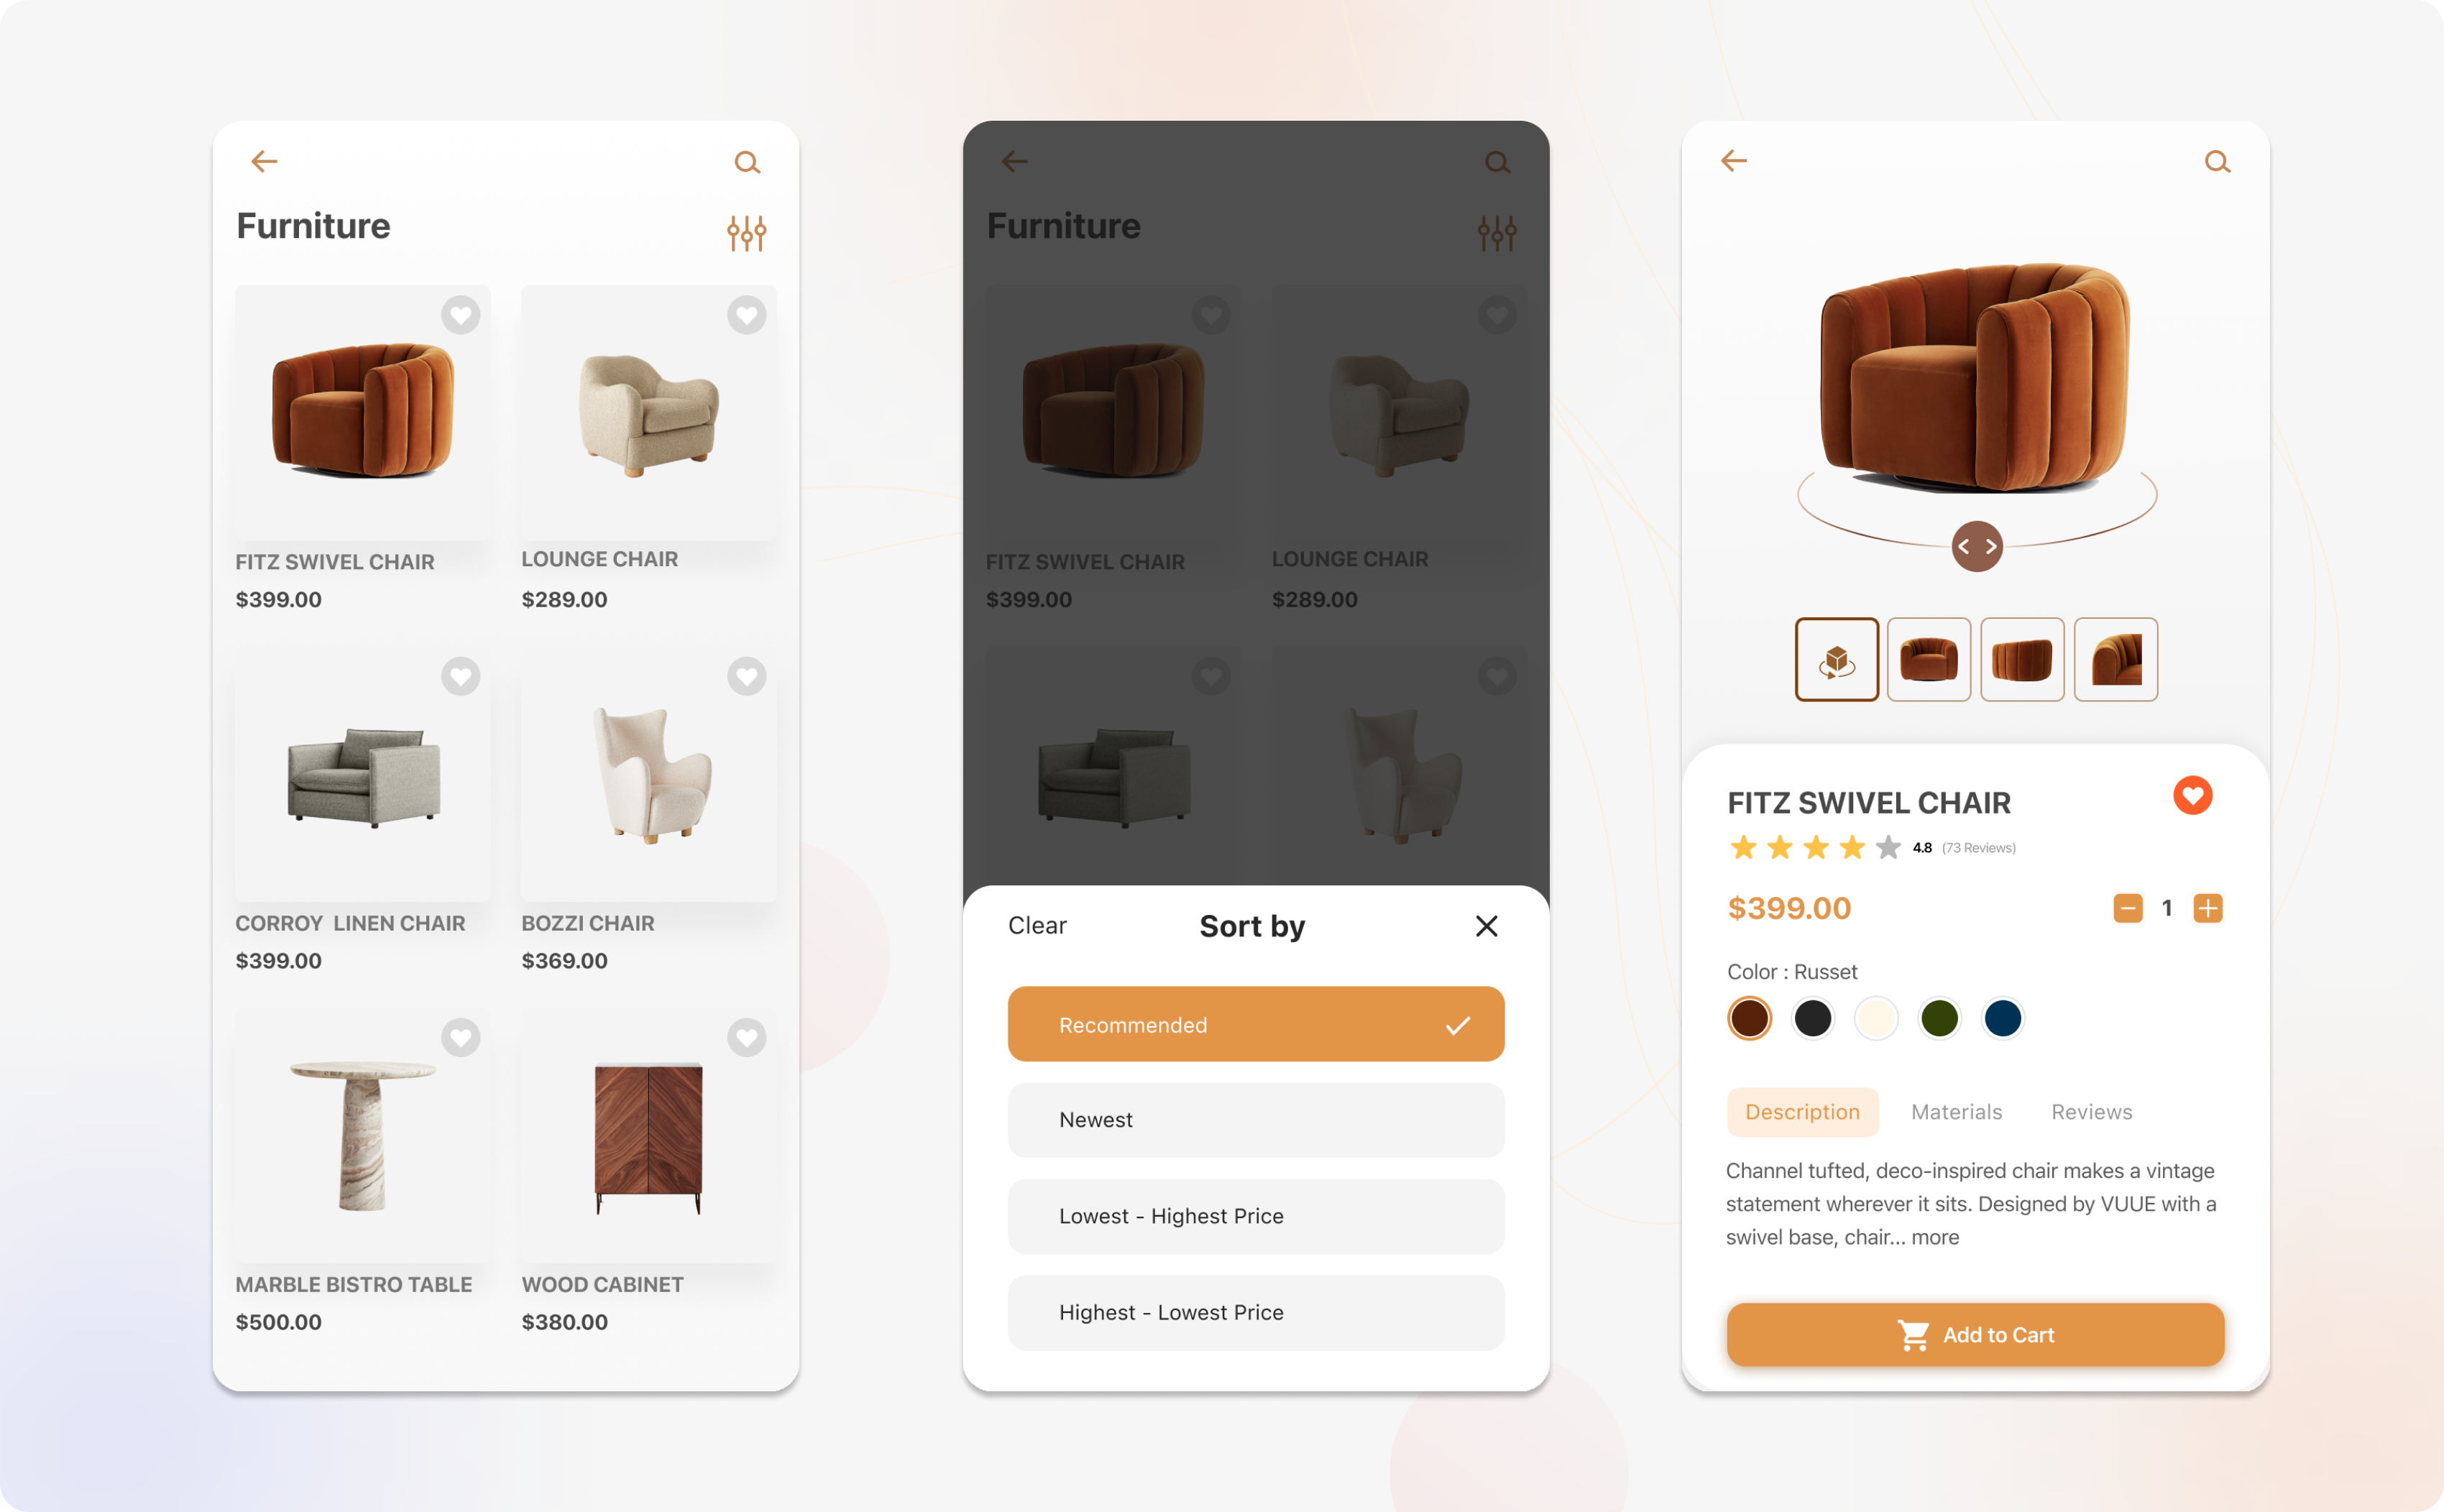 Furniture
FITZ SWIVEL CHAIR
$399.00
LOUNGE CHAIR
$289.00
CORROY  LINEN CHAIR
$399.00
BOZZI CHAIR
$369.00
MARBLE BISTRO TABLE
$500.00
WOOD CABINET
$380.00
Furniture
FITZ SWIVEL CHAIR
$399.00
LOUNGE CHAIR
$289.00
Clear
Sort by
Recommended
Newest
Lowest - Highest Price
Highest - Lowest Price
FITZ SWIVEL CHAIR
4.8 (73 Reviews)
$399.00
1
Color : Russet
Description
Materials
Reviews
Channel tufted, deco-inspired chair makes a vintage
statement wherever it sits. Designed by VUUE with a
swivel base, chair... more
Add to Cart